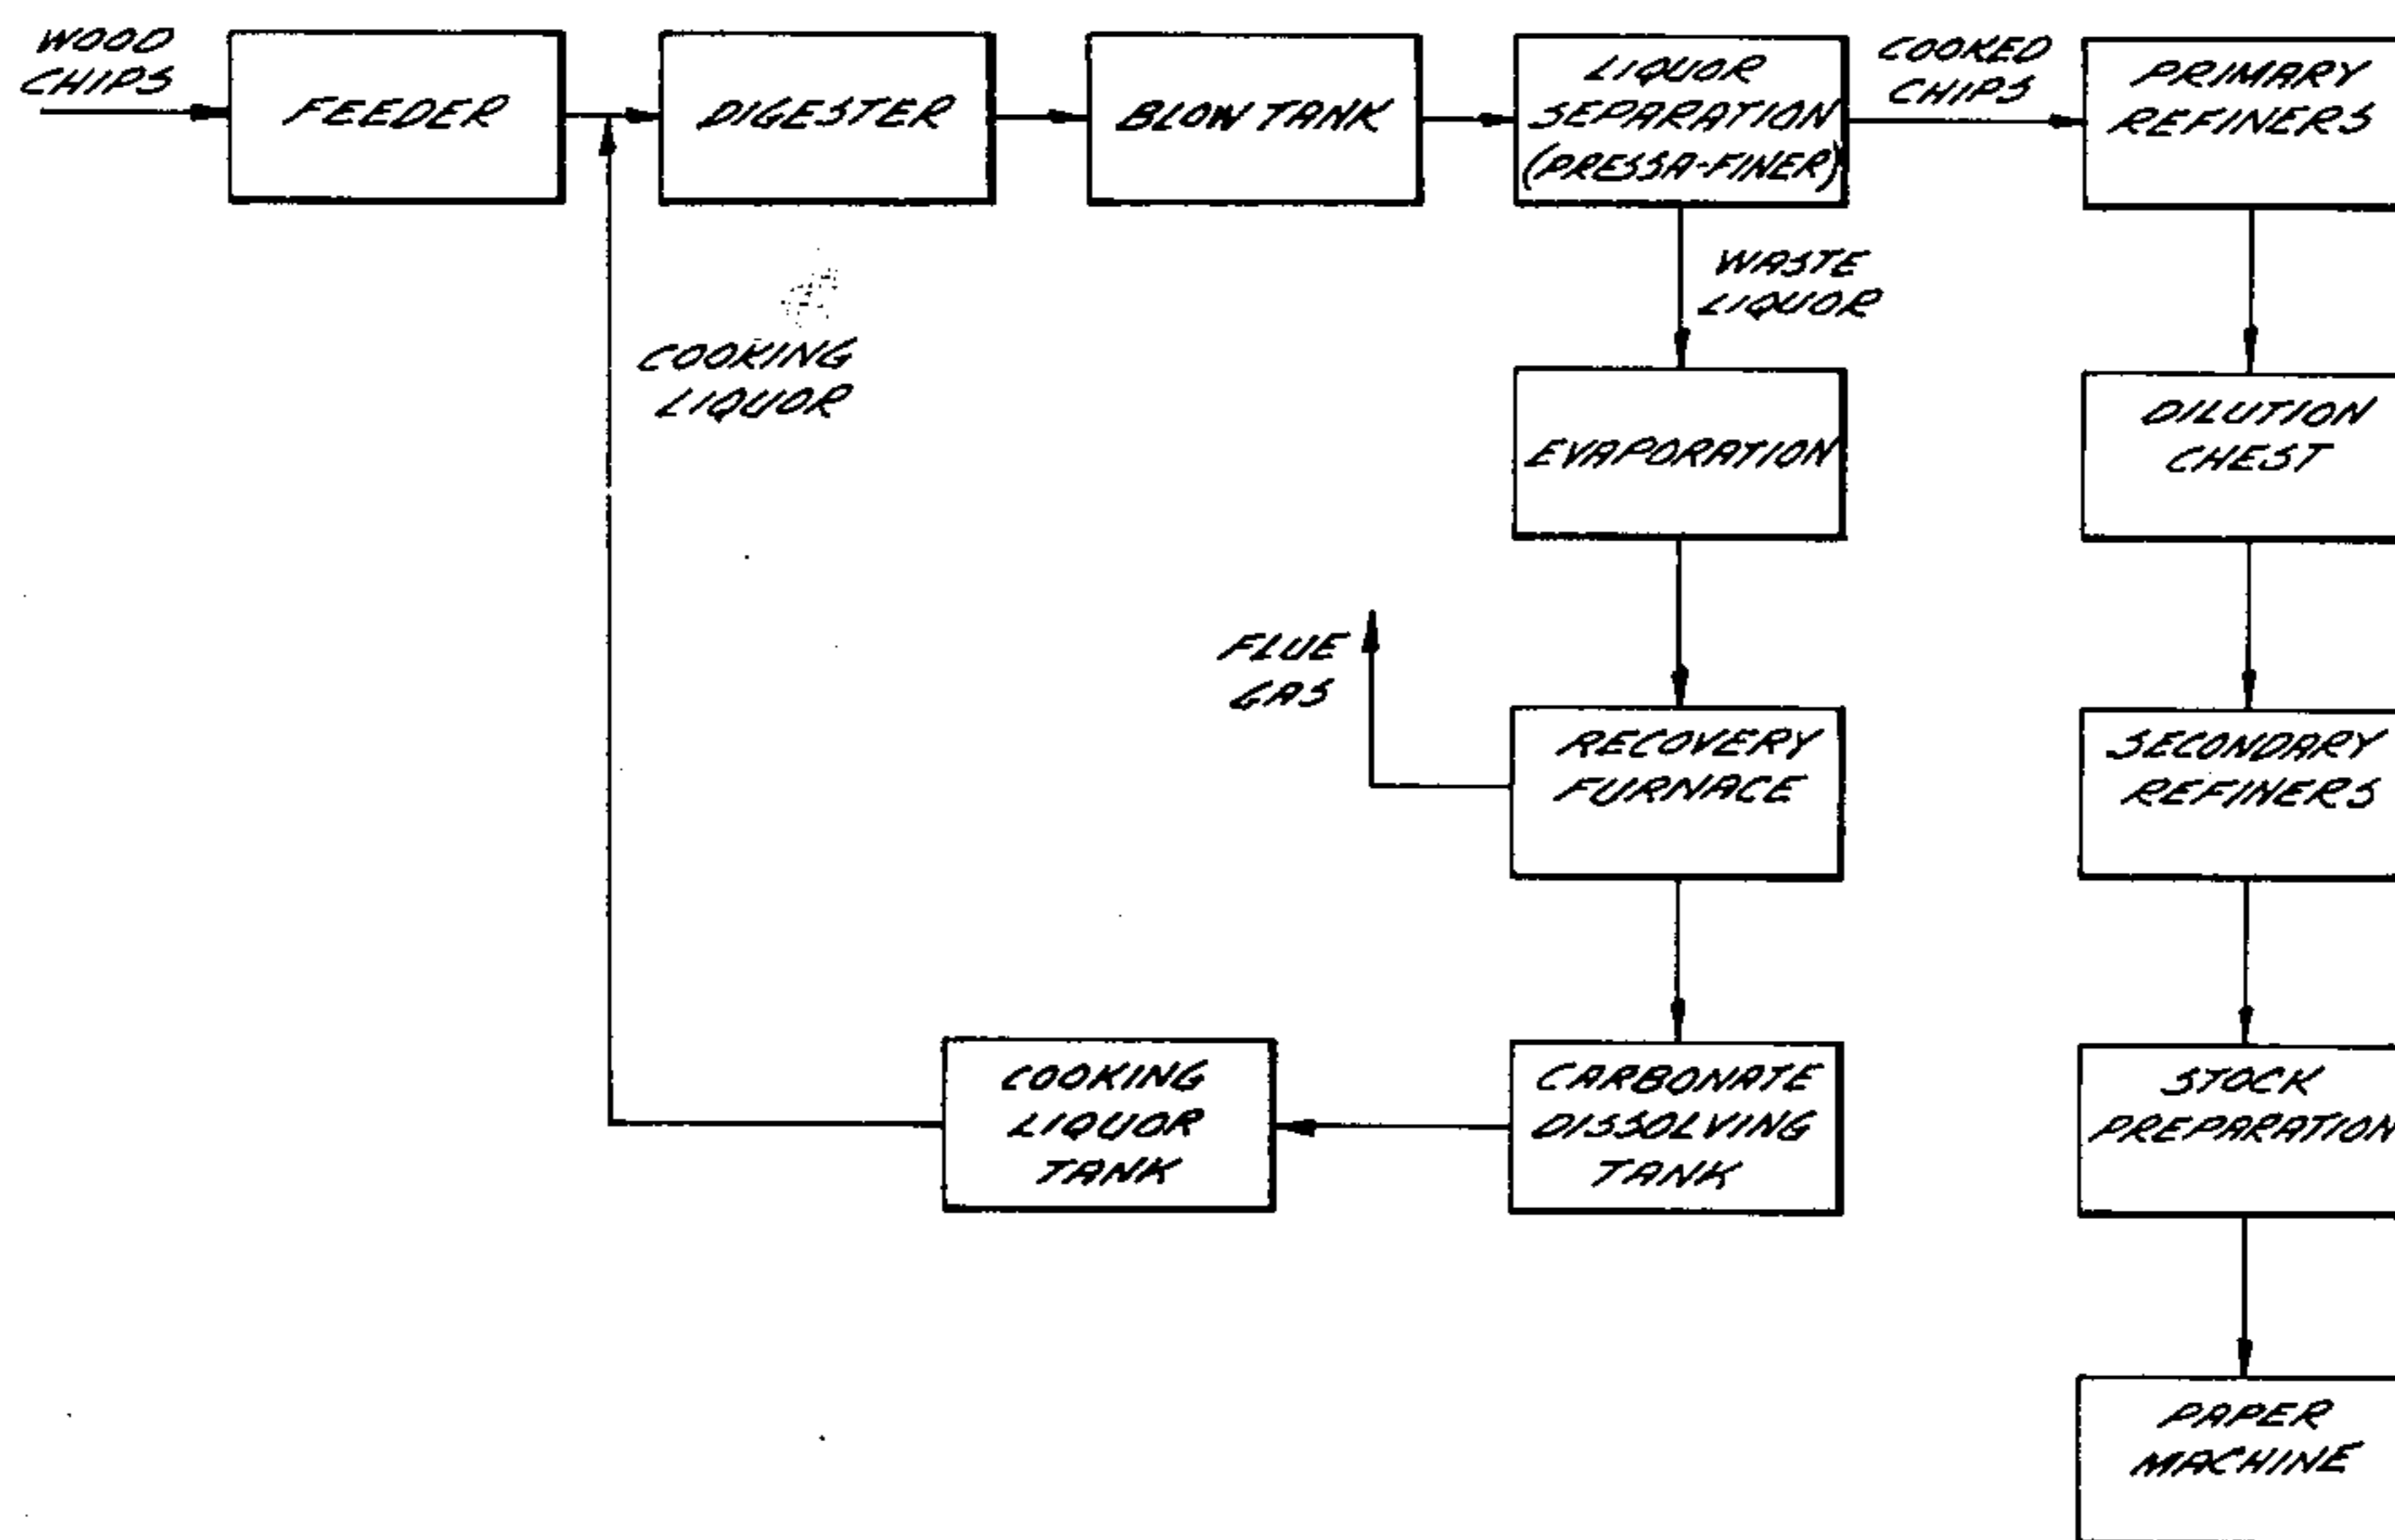 WOOD
CHIPS
FEEDER
DIGESTER
BLOW TANK
LIQUOR
SEPARATION
(PRESSA-FINER)
COOKED
CHIPS
PRIMARY
REFINERS
WASTE
LIQUOR
COOKING
LIQUOR
EVAPORATION
DILUTION
CHEST
FLUE
GAS
RECOVERY
FURNACE
SECONDARY
REFINERS
COOKING
LIQUOR
TANK
CARBONATE
DISSOLVING
TANK
STOCK
PREPARATION
PAPER
MACHINE